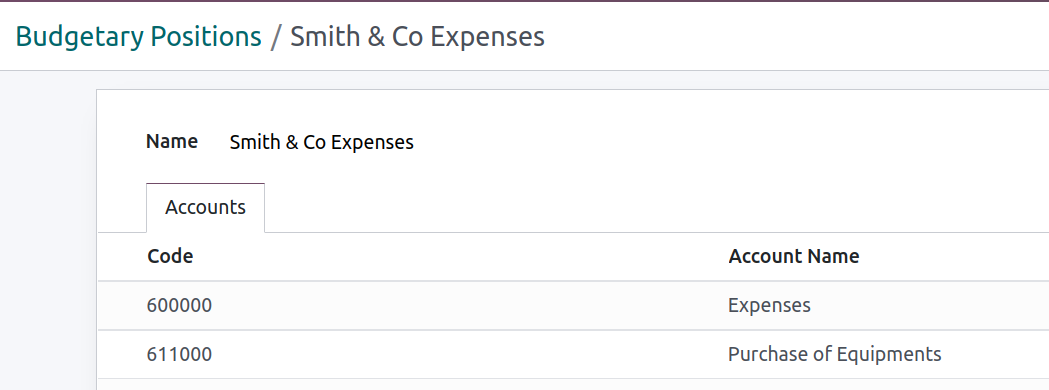 Budgetary Positions / Smith & Co Expenses
Name Smith & Co Expenses
Accounts
Code Account Name
600000 Expenses
611000 Purchase of Equipments